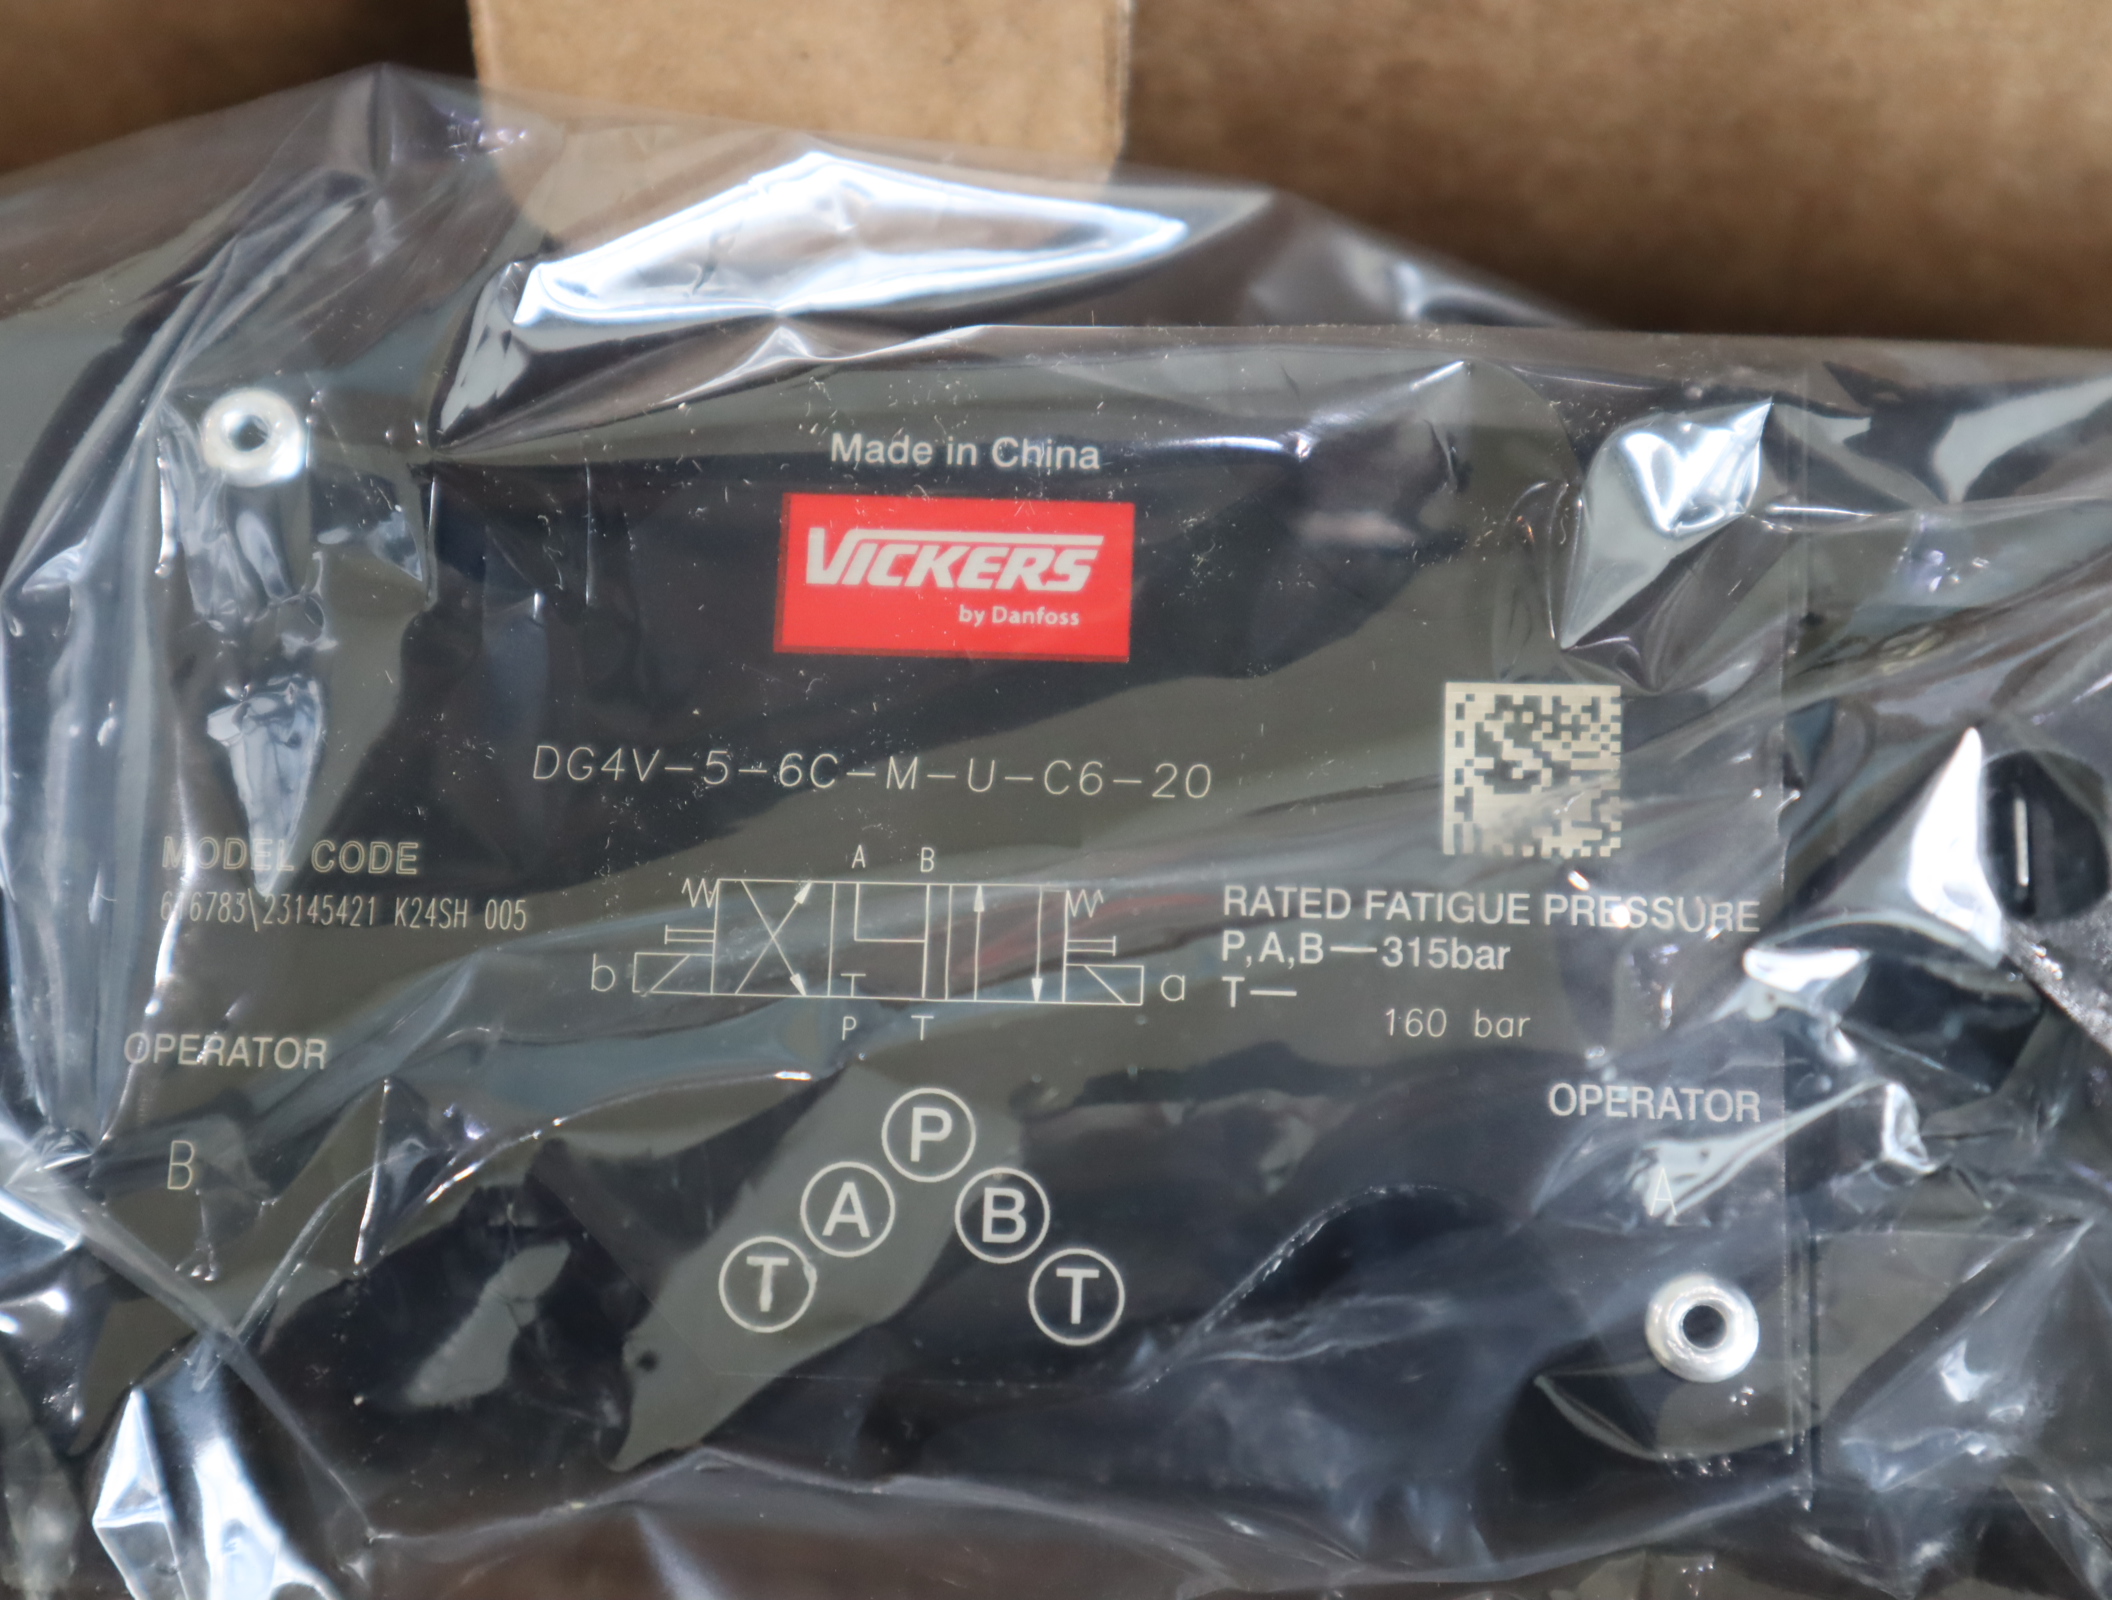 Made in China
VICKERS
by Danfoss
DG4V-5-6C-M-U-C6-20
MODEL CODE
616783\23145421 K24SH 005
A B
b a
P T
T
RATED FATIGUE PRESSURE
P,A,B—315bar
T—
160 bar
OPERATOR
B
OPERATOR
A
P
A B
T T